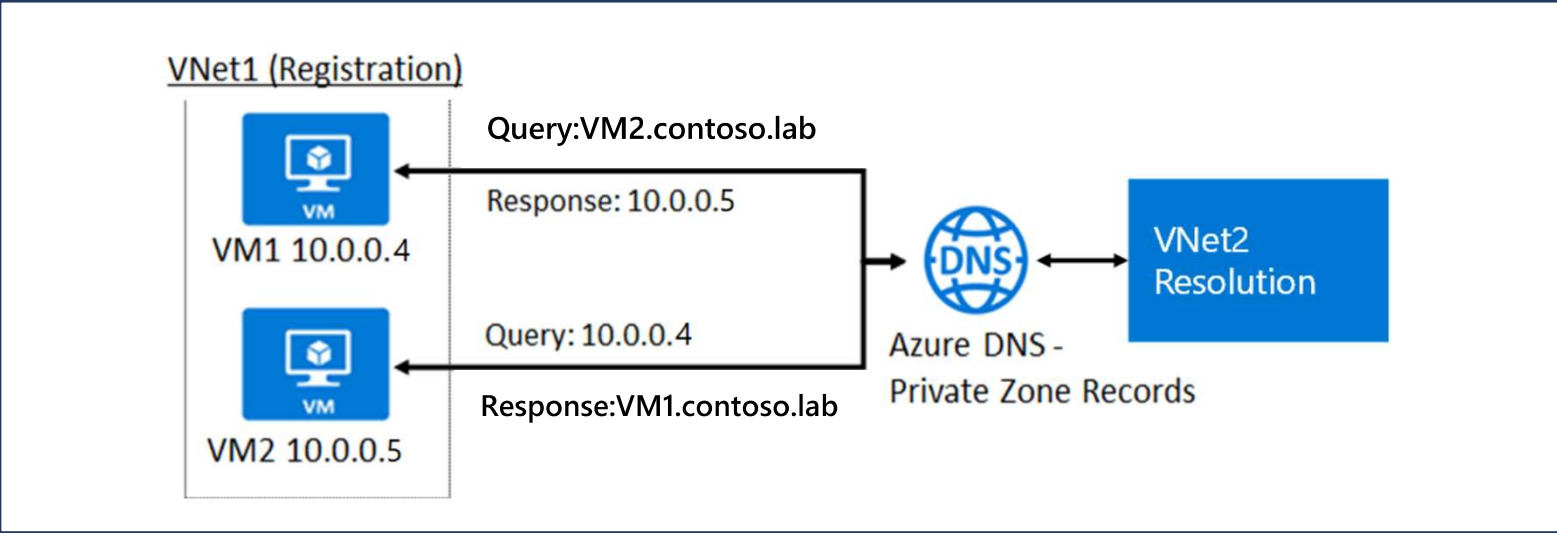 VNet1 (Registration)
VM
VM1 10.0.0.4
VM
VM2 10.0.0.5
Query:VM2.contoso.lab
Response: 10.0.0.5
Query: 10.0.0.4
Response:VM1.contoso.lab
DNS
Azure DNS -
Private Zone Records
VNet2
Resolution